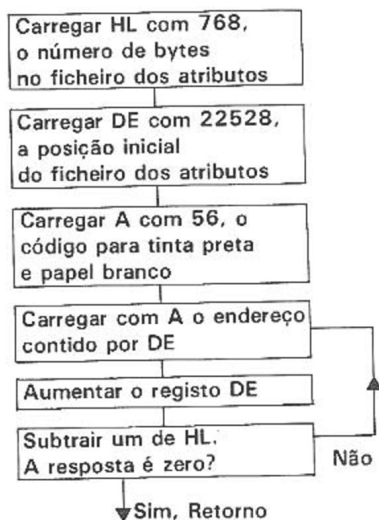 Carregar HL com 768,
o número de bytes
no ficheiro dos atributos
Carregar DE com 22528,
a posição inicial
do ficheiro dos atributos
Carregar A com 56, o
código para tinta preta
e papel branco
Carregar com A o endereço
contido por DE
Aumentar o registo DE
Subtrair um de HL.
A resposta é zero?
Não
Sim, Retorno